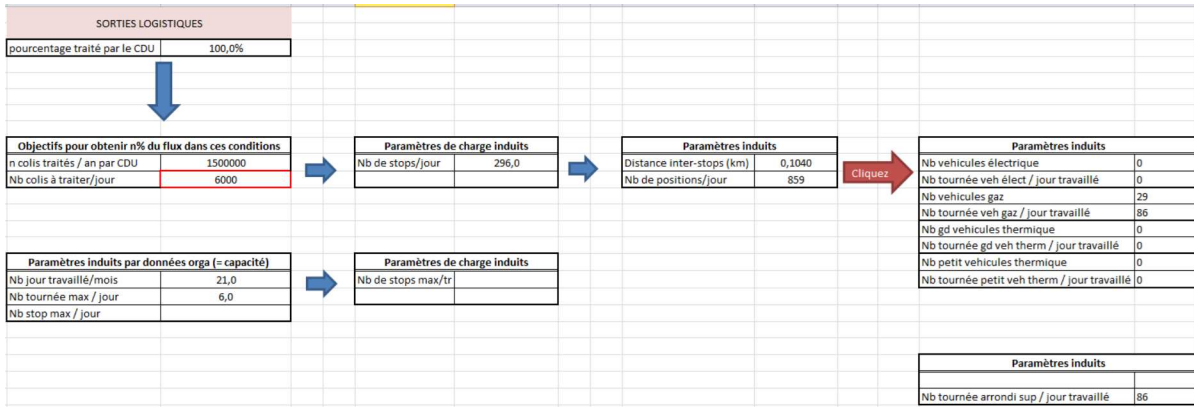 SORTIES LOGISTIQUES
pourcentage traité par le CDU 100,0%
Objectifs pour obtenir n% du flux dans ces conditions
n colis traités / an par CDU 1500000
Nb colis à traiter/jour 6000
Paramètres de charge induits
Nb de stops/jour 296,0
Paramètres induits
Distance inter-stops (km) 0,1040
Nb de positions/jour 859
Cliquez
Paramètres induits
Nb vehicules électrique 0
Nb tournée veh élect / jour travaillé 0
Nb vehicules gaz 29
Nb tournée veh gaz / jour travaillé 86
Nb gd vehicules thermique 0
Nb tournée gd veh therm / jour travaillé 0
Nb petit vehicules thermique 0
Nb tournée petit veh therm / jour travaillé 0
Paramètres induits par données orga (= capacité)
Nb jour travaillé/mois 21,0
Nb tournée max / jour 6,0
Nb stop max / jour
Paramètres de charge induits
Nb de stops max/tr
Paramètres induits
Nb tournée arrondi sup / jour travaillé 86